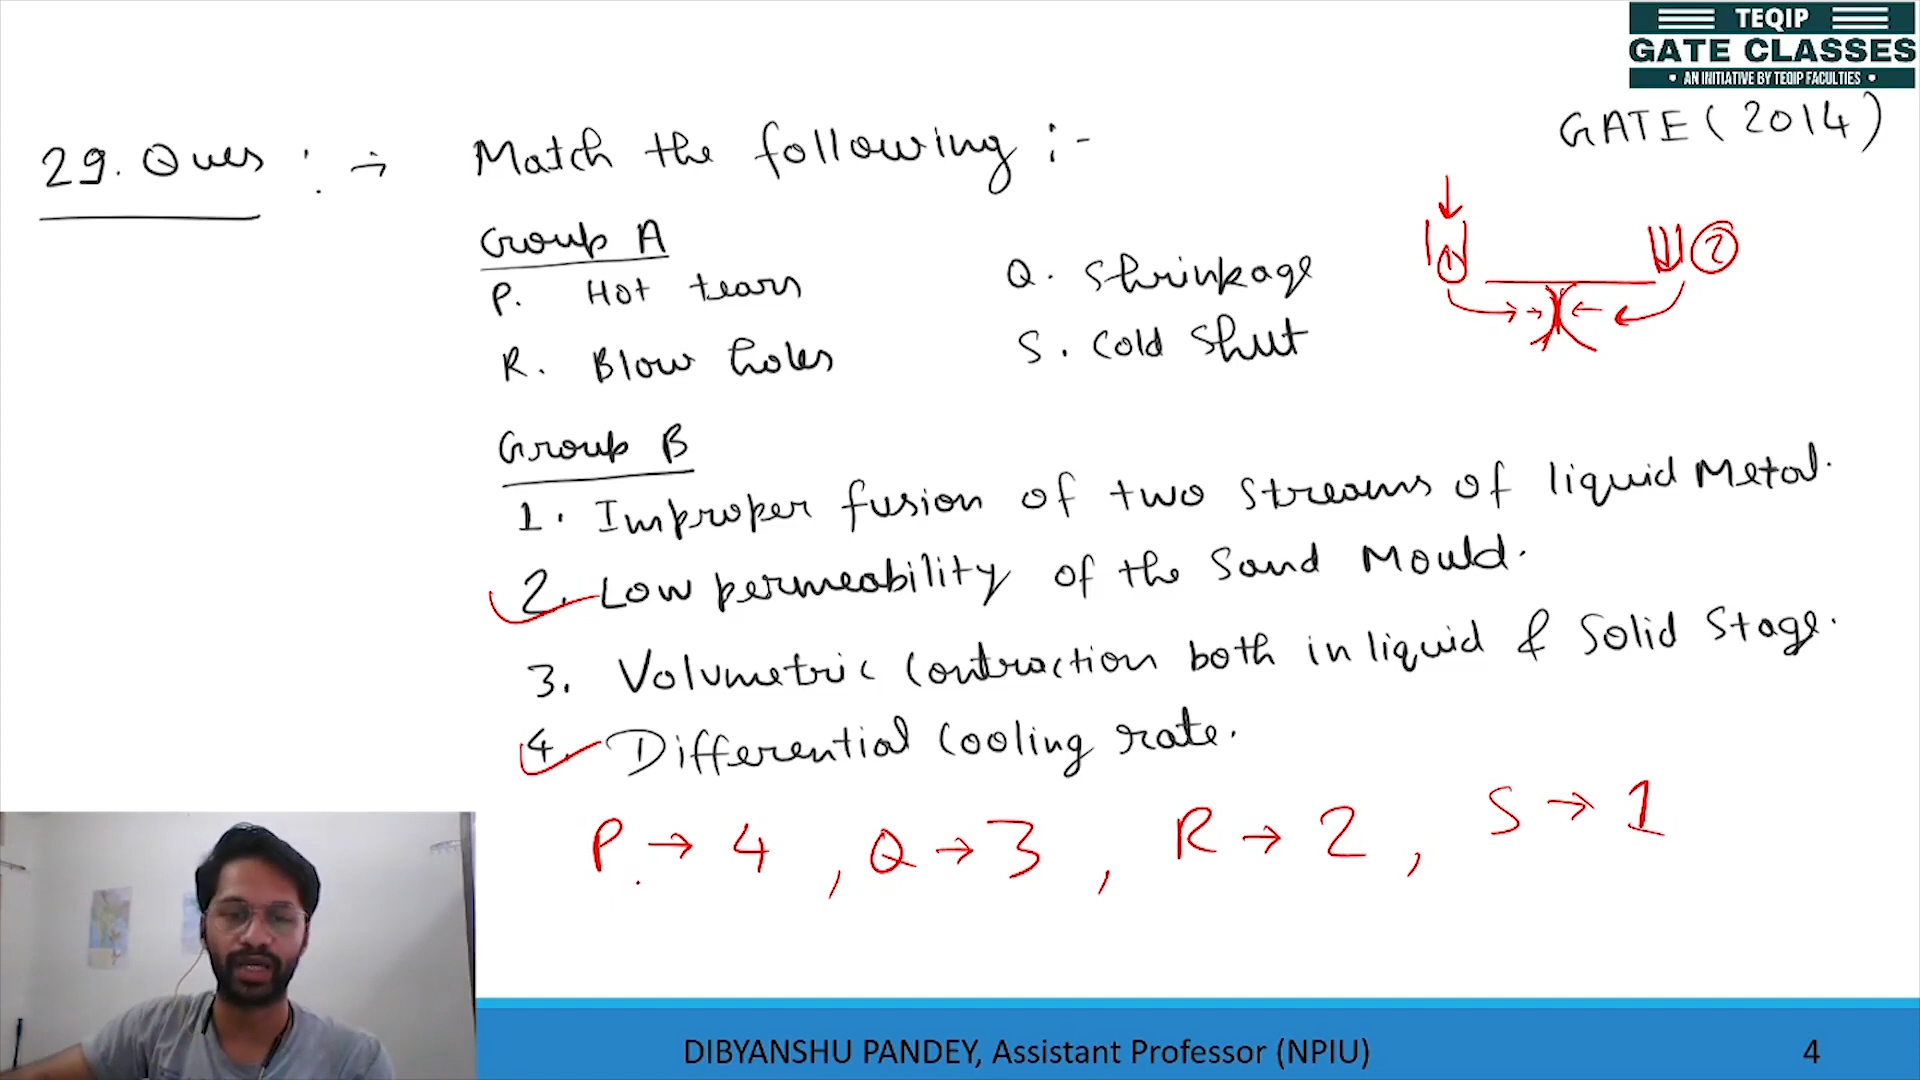 TEQIP
GATE CLASSES
• AN INITIATIVE BY TEQIP FACULTIES •
GATE (2014)
29. Ques :→ Match the following :-
Group A
P. Hot tears Q. Shrinkage
R. Blow holes S. Cold Shut
1 2
Group B
1. Improper fusion of two streams of liquid Metal.
2. Low permeability of the Sand Mould.
3. Volumetric Contraction both in liquid & Solid Stage.
4. Differential Cooling rate.
P → 4 , Q → 3 , R → 2 , S → 1
DIBYANSHU PANDEY, Assistant Professor (NPIU)
4